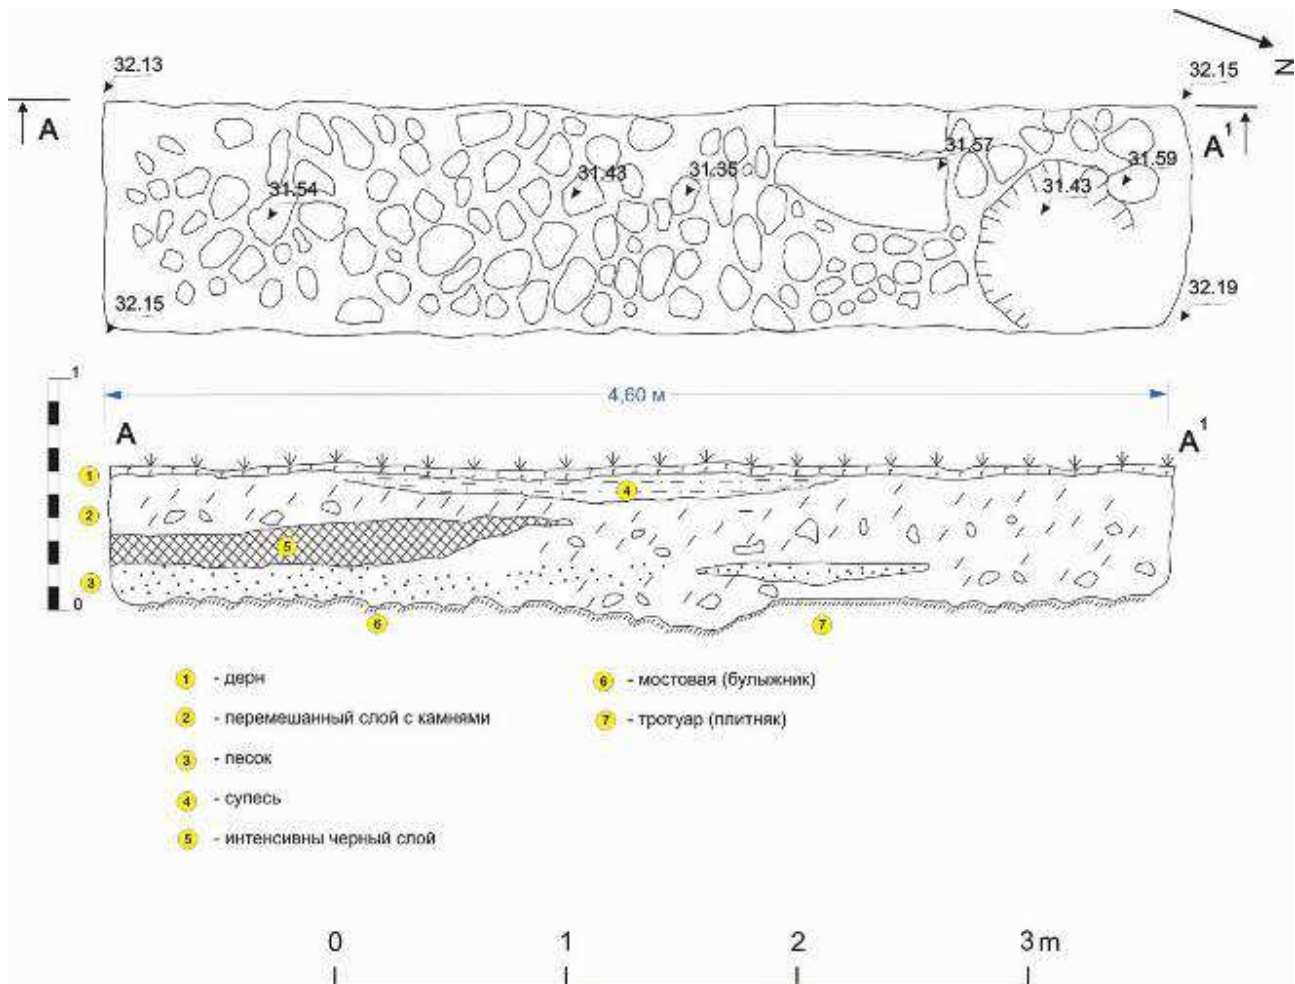 32.13
32.15
N
A
A¹
31.57
31.59
31.54
31.43
31.35
31.43
32.15
32.19
1
4,60 м
A
A¹
1
4
2
5
3
0
6
7
1 - дерн
6 - мостовая (булыжник)
2 - перемешанный слой с камнями
7 - тротуар (плитняк)
3 - песок
4 - супесь
5 - интенсивны черный слой
0 1 2 3 m